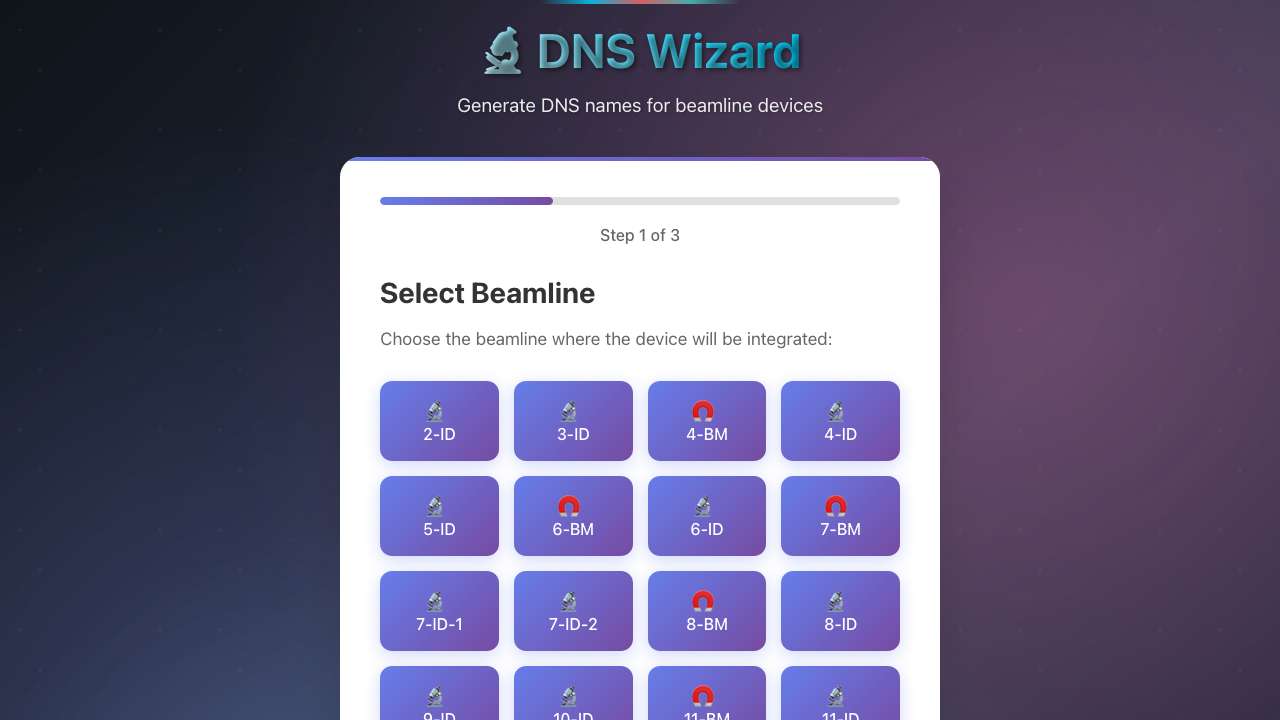 🔬 DNS Wizard
Generate DNS names for beamline devices
Step 1 of 3
Select Beamline
Choose the beamline where the device will be integrated:
2-ID
3-ID
4-BM
4-ID
5-ID
6-BM
6-ID
7-BM
7-ID-1
7-ID-2
8-BM
8-ID
9-ID
10-ID
11-BM
11-ID